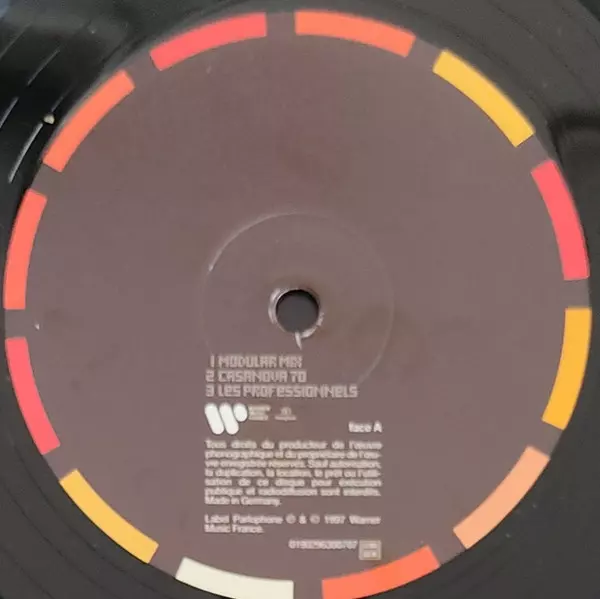 1 MODULAR MIX
2 CASANOVA 70
3 LES PROFESSIONNELS
face A
Tous droits du producteur de l'œuvre
phonographique et du propriétaire de l'œu-
vre enregistrée réservés. Sauf autorisation,
la duplication, la location, le prêt ou l'utili-
sation de ce disque pour exécution
publique et radiodiffusion sont interdits.
Made in Germany.
Label Parlophone ℗ & © 1997 Warner
Music France.
0190296300707